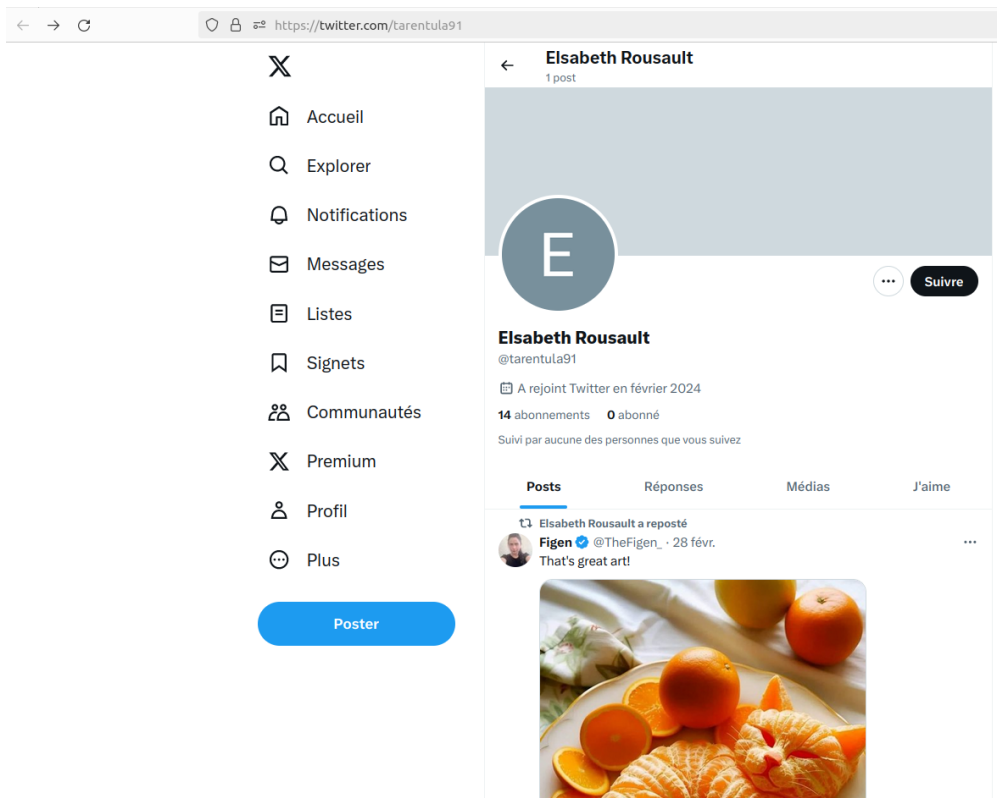 https://twitter.com/tarentula91
Accueil
Explorer
Notifications
Messages
Listes
Signets
Communautés
Premium
Profil
Plus
Poster
Elsabeth Rousault
1 post
E
Suivre
Elsabeth Rousault
@tarentula91
A rejoint Twitter en février 2024
14 abonnements 0 abonné
Suivi par aucune des personnes que vous suivez
Posts Réponses Médias J'aime
Elsabeth Rousault a reposté
Figen @TheFigen_ · 28 févr.
That's great art!